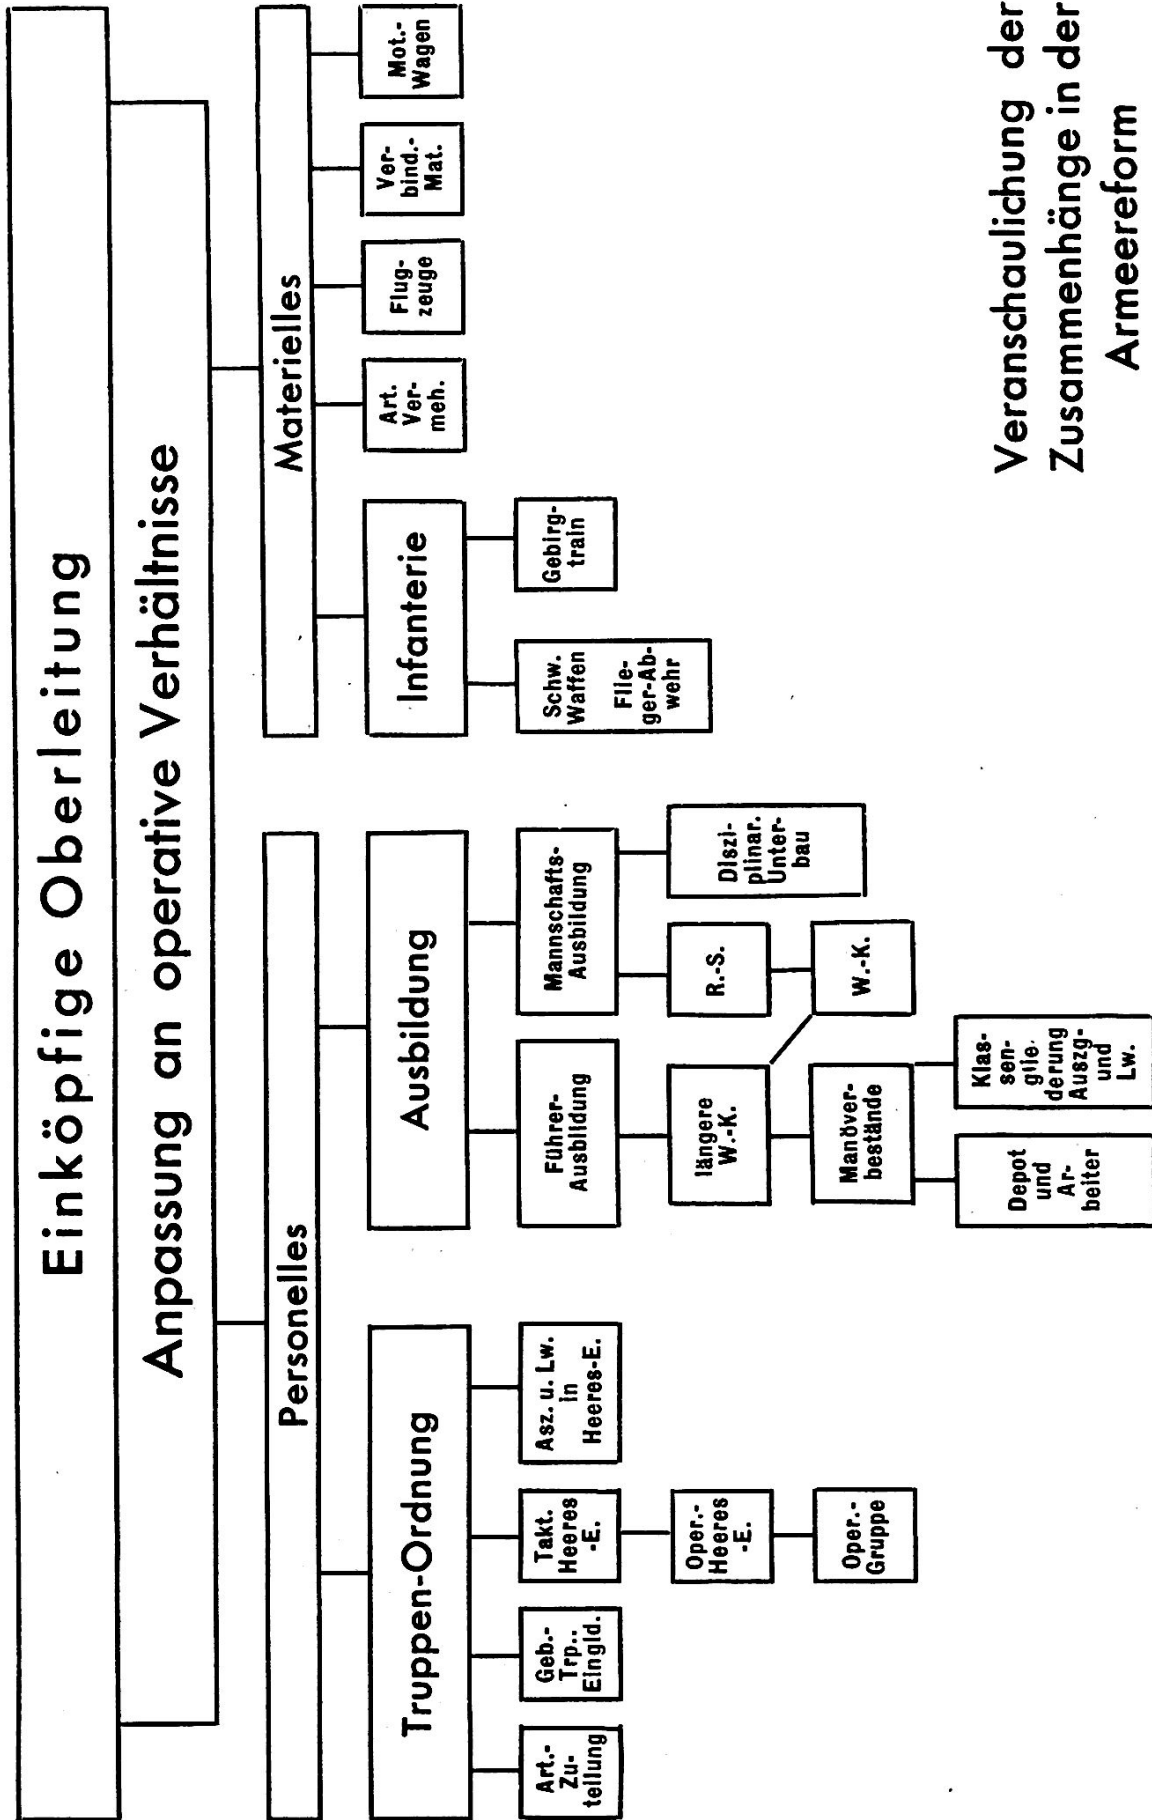 Einköpfige Oberleitung
Anpassung an operative Verhältnisse
Personelles
Materielles
Truppen-Ordnung
Ausbildung
Infanterie
Art.
Ver-
meh.
Flug-
zeuge
Ver-
bind.-
Mat.
Mot.-
Wagen
Art.-
Zu-
teilung
Geb.-
Trp..
Eingld.
Takt.
Heeres
-E.
Asz. u. Lw.
in
Heeres-E.
Führer-
Ausbildung
Mannschafts-
Ausbildung
Schw.
Waffen
Flie-
ger-Ab-
wehr
Gebirg-
train
Oper.-
Heeres
-E.
längere
W.-K.
R.-S.
Diszi-
plinar.
Unter-
bau
Oper.-
Gruppe
Manöver-
bestände
W.-K.
Depot
und
Ar-
beiter
Klas-
sen-
glie-
derung
Auszg-
und
Lw.
Veranschaulichung der
Zusammenhänge in der
Armeereform